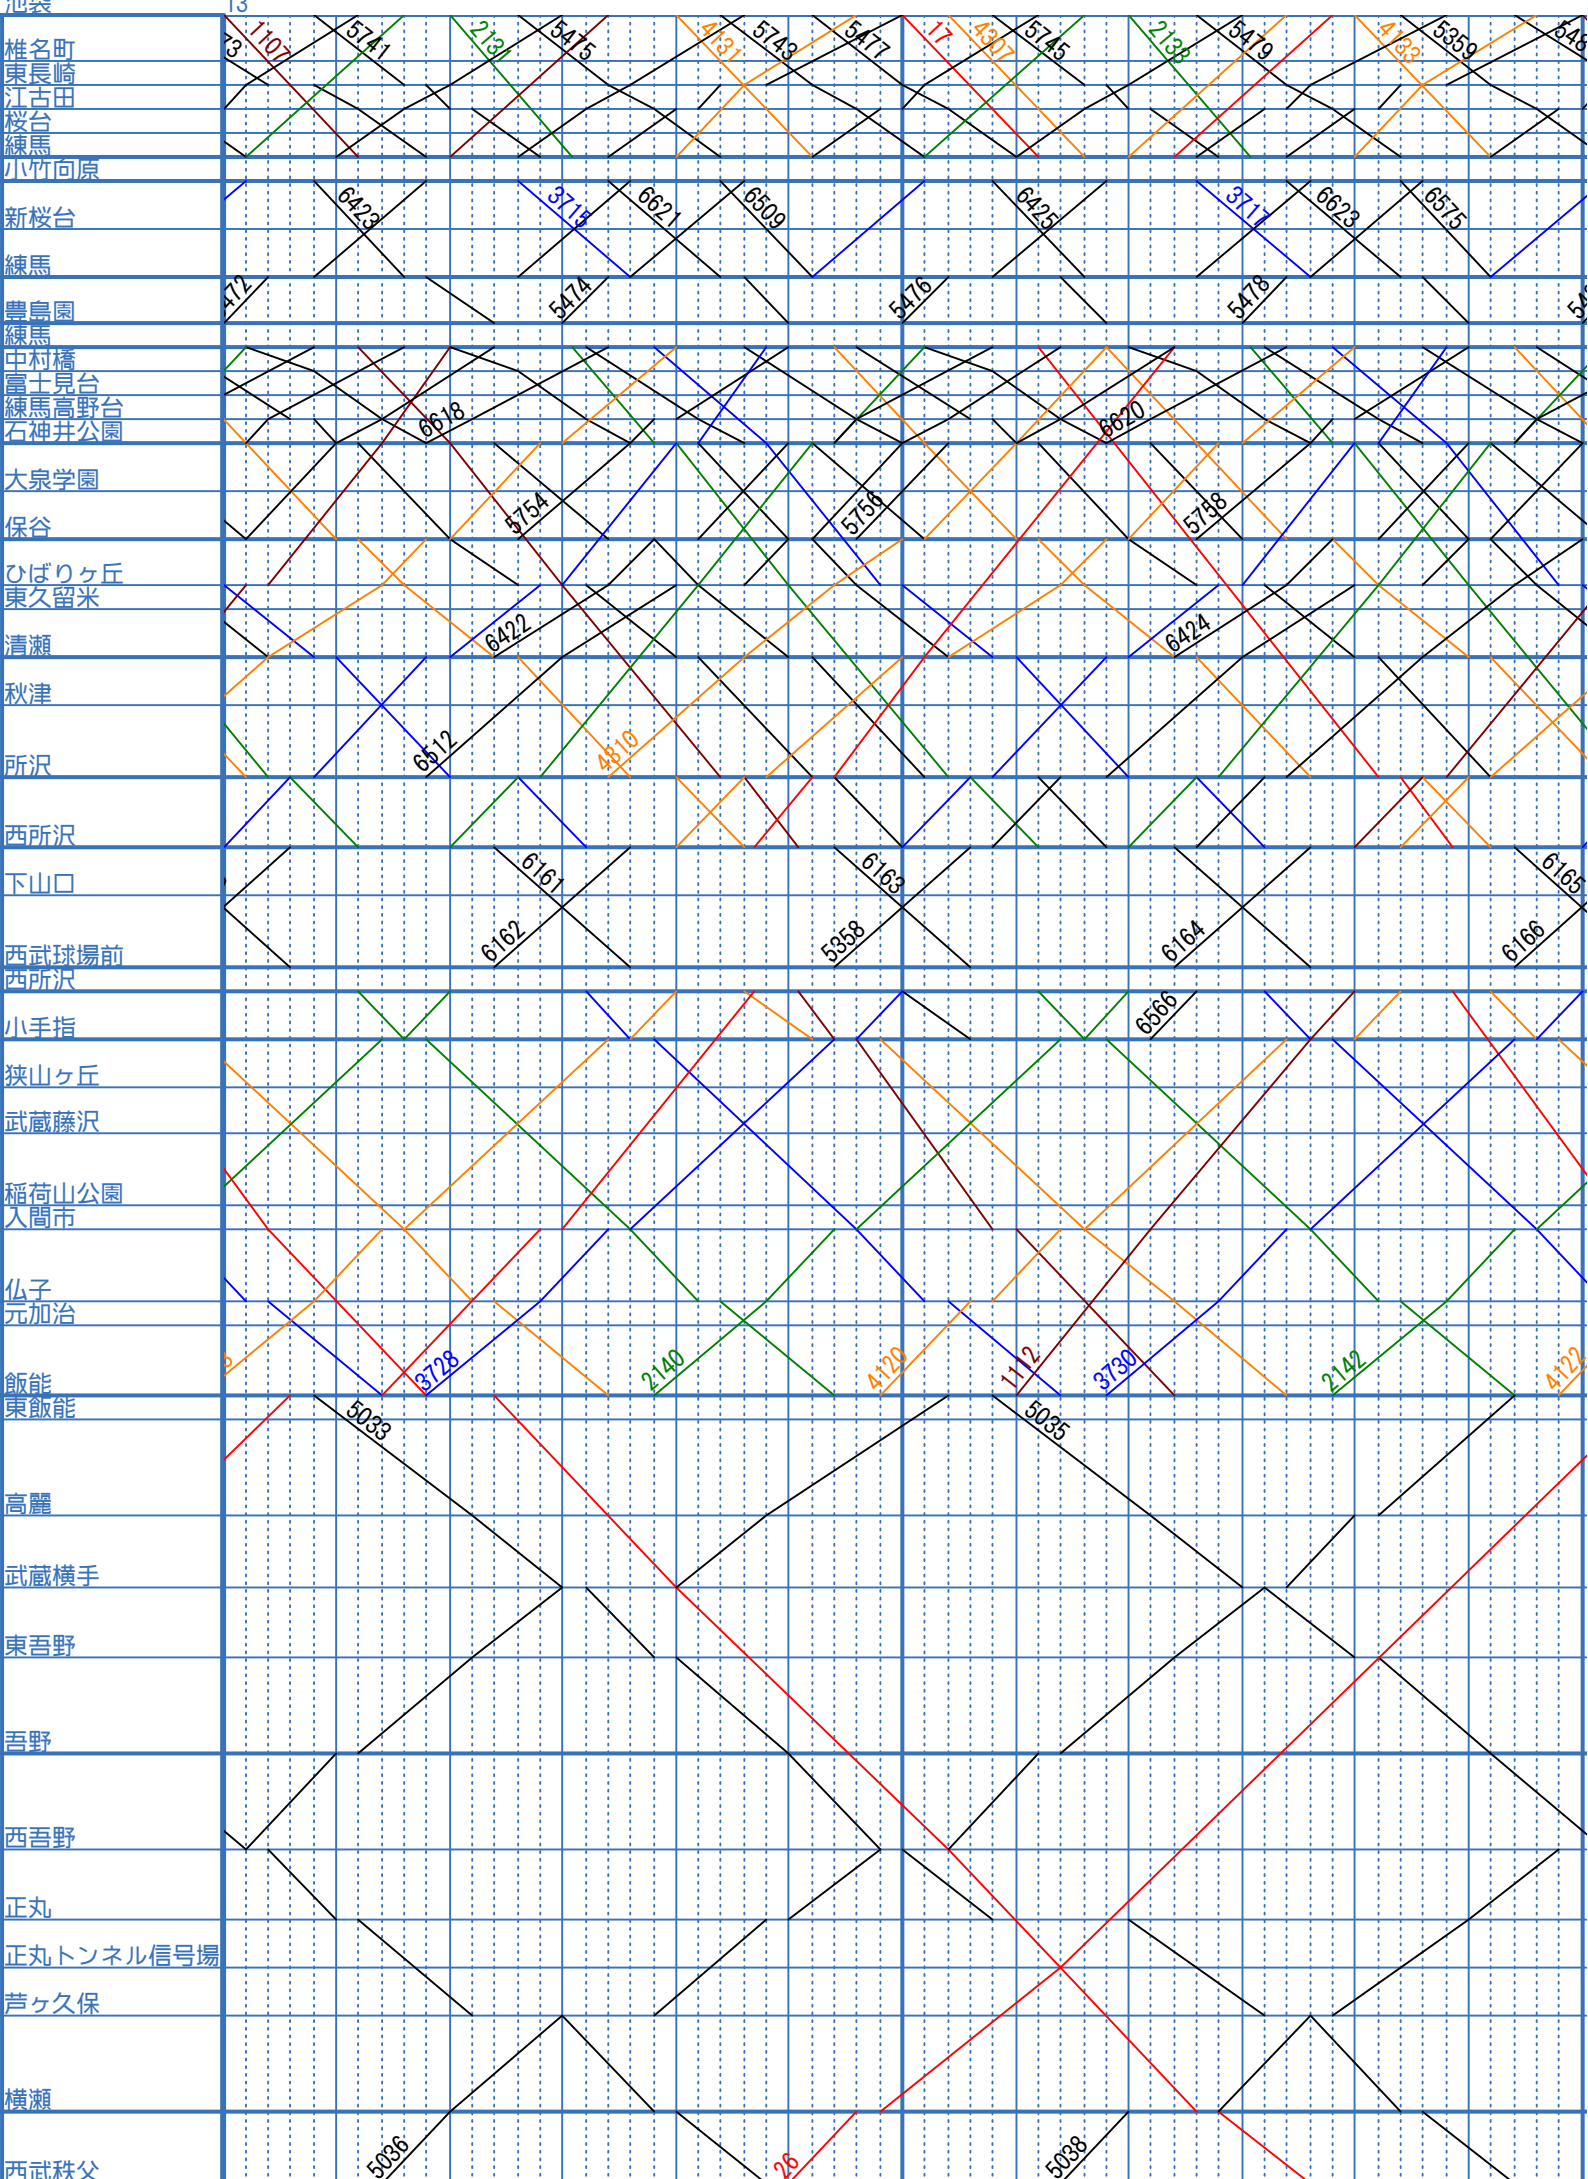 池袋 13
椎名町 1107 5741 2131 5475 4131 5743 5477 17 4307 5745 2133 5479 4133 5359
東長崎
江古田
桜台
練馬
小竹向原
新桜台 6423 3715 6621 6509 6425 3717 6623 6575
練馬
豊島園 5474 5476 5478
練馬
中村橋
富士見台
練馬高野台
石神井公園 6618 6620
大泉学園
保谷 5754 5756 5758
ひばりヶ丘
東久留米
清瀬 6422 6424
秋津
所沢 6512 4810
西所沢
下山口 6161 6163 6165
西武球場前 6162 5358 6164 6166
西所沢
小手指 6566
狭山ヶ丘
武蔵藤沢
稲荷山公園
入間市
仏子
元加治
飯能 3728 2140 4120 1112 3730 2142 4122
東飯能 5033 5035
高麗
武蔵横手
東吾野
吾野
西吾野
正丸
正丸トンネル信号場
芦ヶ久保
横瀬
西武秩父 5036 26 5038